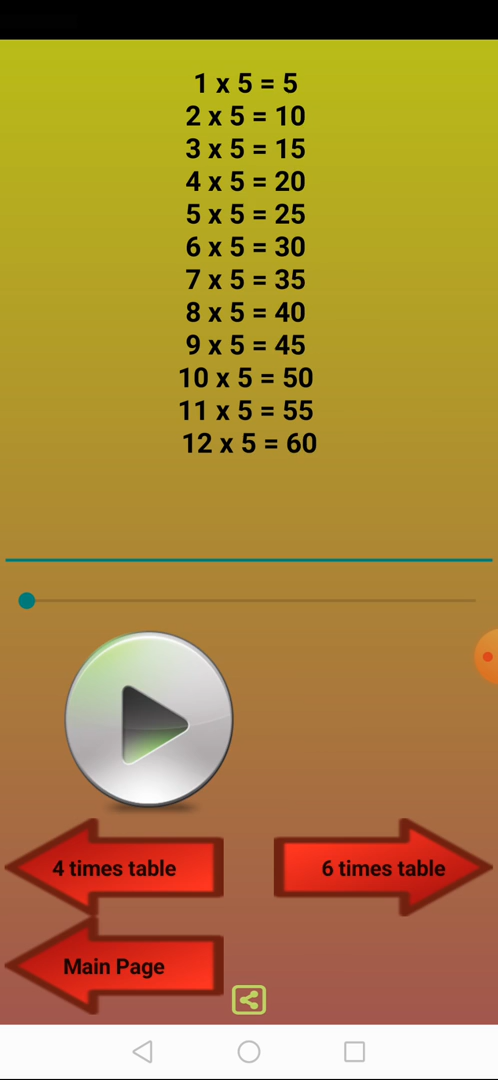 1 x 5 = 5
2 x 5 = 10
3 x 5 = 15
4 x 5 = 20
5 x 5 = 25
6 x 5 = 30
7 x 5 = 35
8 x 5 = 40
9 x 5 = 45
10 x 5 = 50
11 x 5 = 55
12 x 5 = 60
4 times table
6 times table
Main Page